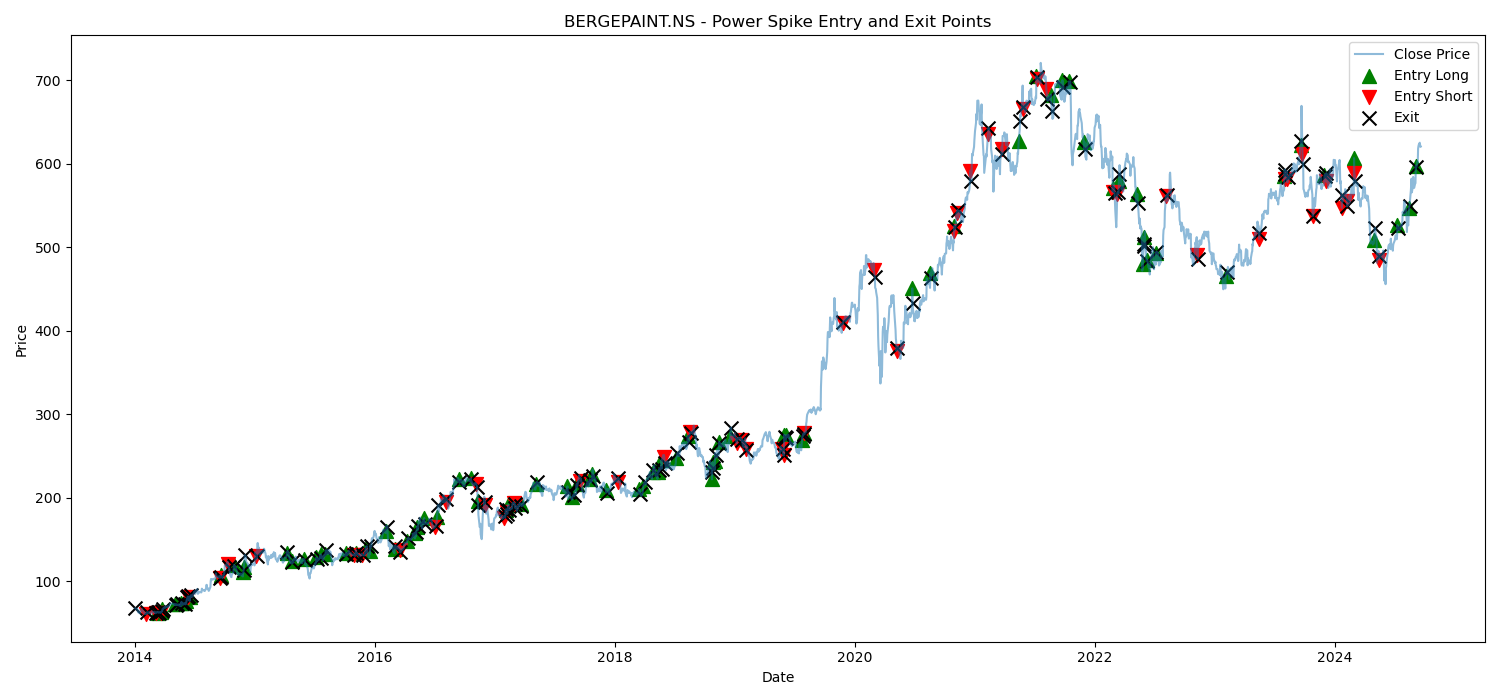 BERGEPAINT.NS - Power Spike Entry and Exit Points
Close Price
Entry Long
Entry Short
Exit
700
600
500
400
300
200
100
Price
2014
2016
2018
2020
2022
2024
Date